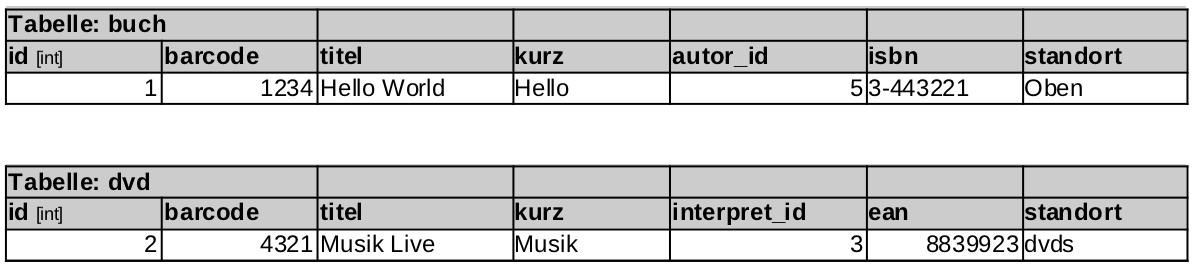 Tabelle: buch
id [int] barcode titel kurz autor_id isbn standort
1 1234 Hello World Hello 5 3-443221 Oben
Tabelle: dvd
id [int] barcode titel kurz interpret_id ean standort
2 4321 Musik Live Musik 3 8839923 dvds